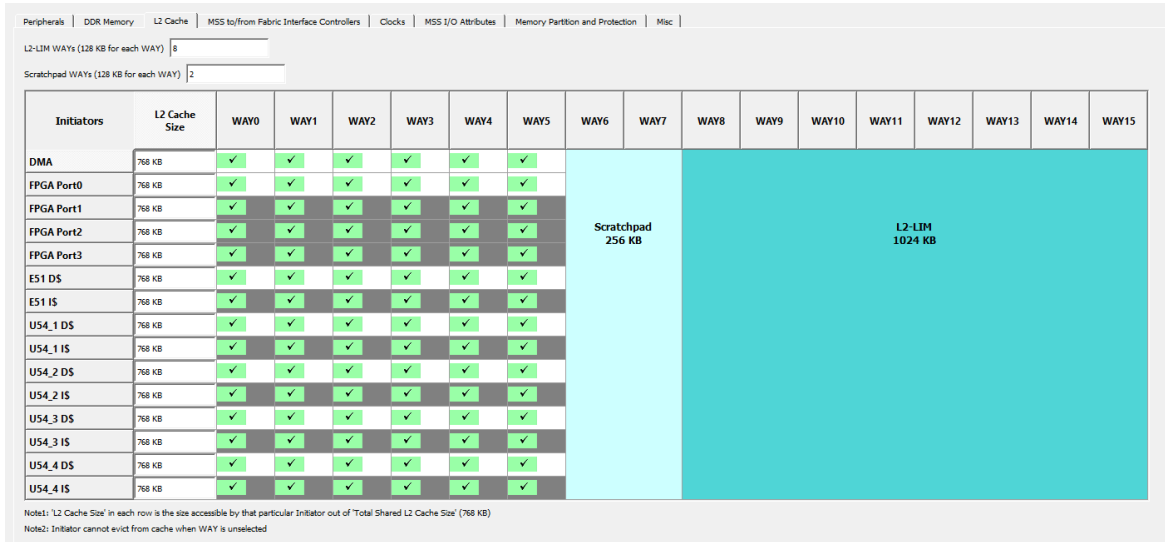 Peripherals DDR Memory L2 Cache MSS to/from Fabric Interface Controllers Clocks MSS I/O Attributes Memory Partition and Protection Misc
L2-LIM WAYs (128 KB for each WAY) 8
Scratchpad WAYs (128 KB for each WAY) 2
Initiators L2 Cache Size WAY0 WAY1 WAY2 WAY3 WAY4 WAY5 WAY6 WAY7 WAY8 WAY9 WAY10 WAY11 WAY12 WAY13 WAY14 WAY15
DMA 768 KB ✓ ✓ ✓ ✓ ✓ ✓
FPGA Port0 768 KB ✓ ✓ ✓ ✓ ✓ ✓
FPGA Port1 768 KB ✓ ✓ ✓ ✓ ✓ ✓
FPGA Port2 768 KB ✓ ✓ ✓ ✓ ✓ ✓
FPGA Port3 768 KB ✓ ✓ ✓ ✓ ✓ ✓
E51 D$ 768 KB ✓ ✓ ✓ ✓ ✓ ✓
E51 I$ 768 KB ✓ ✓ ✓ ✓ ✓ ✓
U54_1 D$ 768 KB ✓ ✓ ✓ ✓ ✓ ✓
U54_1 I$ 768 KB ✓ ✓ ✓ ✓ ✓ ✓
U54_2 D$ 768 KB ✓ ✓ ✓ ✓ ✓ ✓
U54_2 I$ 768 KB ✓ ✓ ✓ ✓ ✓ ✓
U54_3 D$ 768 KB ✓ ✓ ✓ ✓ ✓ ✓
U54_3 I$ 768 KB ✓ ✓ ✓ ✓ ✓ ✓
U54_4 D$ 768 KB ✓ ✓ ✓ ✓ ✓ ✓
U54_4 I$ 768 KB ✓ ✓ ✓ ✓ ✓ ✓
Scratchpad
256 KB
L2-LIM
1024 KB
Note1: 'L2 Cache Size' in each row is the size accessible by that particular Initiator out of 'Total Shared L2 Cache Size' (768 KB)
Note2: Initiator cannot evict from cache when WAY is unselected